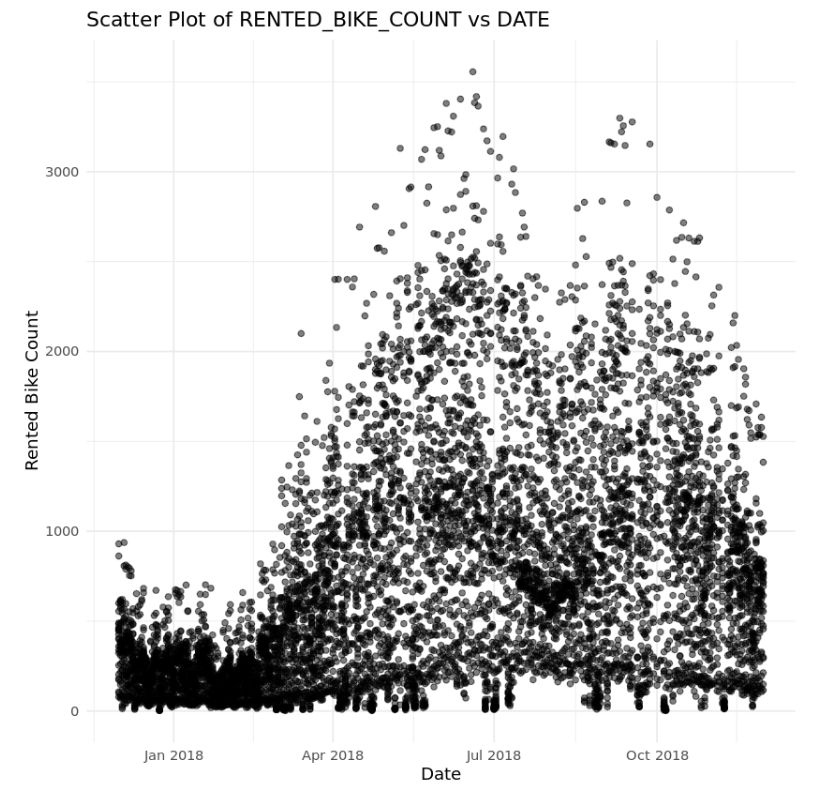 Scatter Plot of RENTED_BIKE_COUNT vs DATE
3000
2000
1000
0
Rented Bike Count
Jan 2018
Apr 2018
Jul 2018
Oct 2018
Date